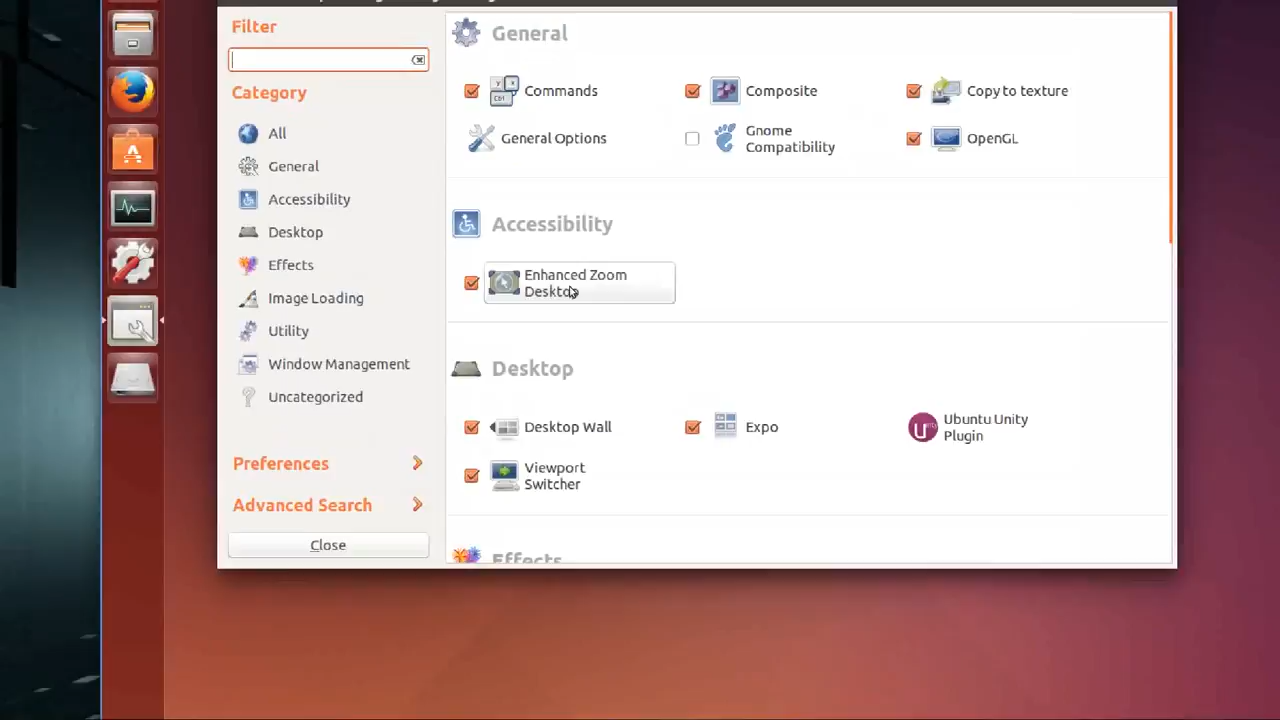 Filter
Category
All
General
Accessibility
Desktop
Effects
Image Loading
Utility
Window Management
Uncategorized
Preferences
Advanced Search
Close
General
Commands
Composite
Copy to texture
General Options
Gnome
Compatibility
OpenGL
Accessibility
Enhanced Zoom
Desktop
Desktop
Desktop Wall
Expo
Ubuntu Unity
Plugin
Viewport
Switcher
Effects